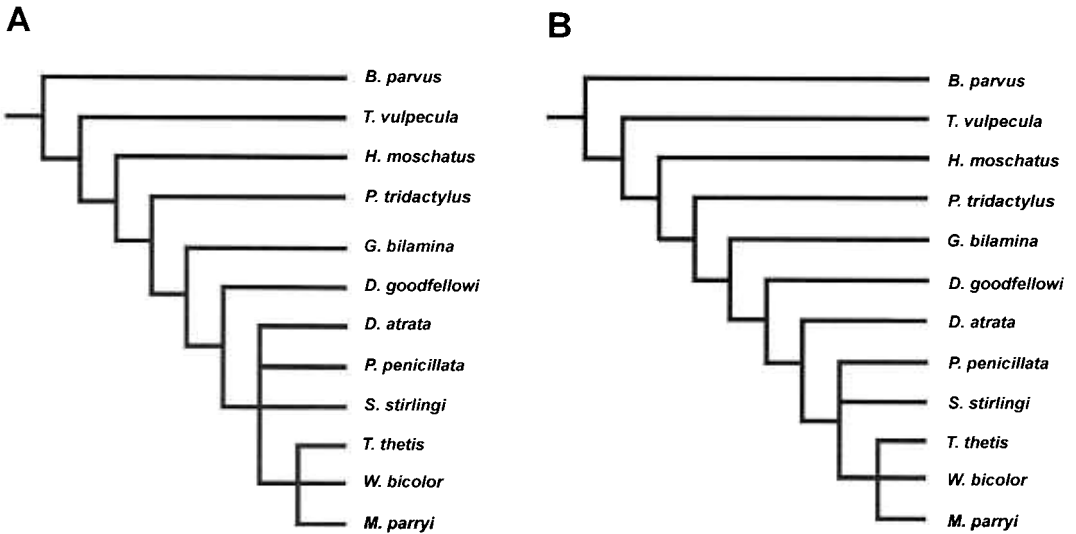 A
B. parvus
T. vulpecula
H. moschatus
P. tridactylus
G. bilamina
D. goodfellowi
D. atrata
P. penicillata
S. stirlingi
T. thetis
W. bicolor
M. parryi
B
B. parvus
T. vulpecula
H. moschatus
P. tridactylus
G. bilamina
D. goodfellowi
D. atrata
P. penicillata
S. stirlingi
T. thetis
W. bicolor
M. parryi